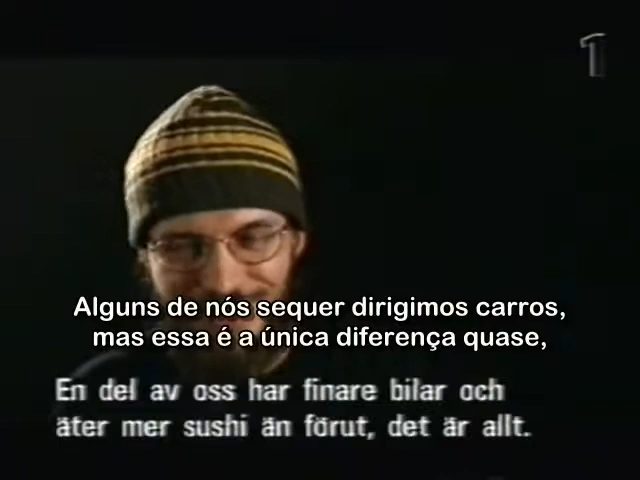 1
Alguns de nós sequer dirigimos carros,
mas essa é a única diferença quase,
En del av oss har finare bilar och
äter mer sushi än förut, det är allt.